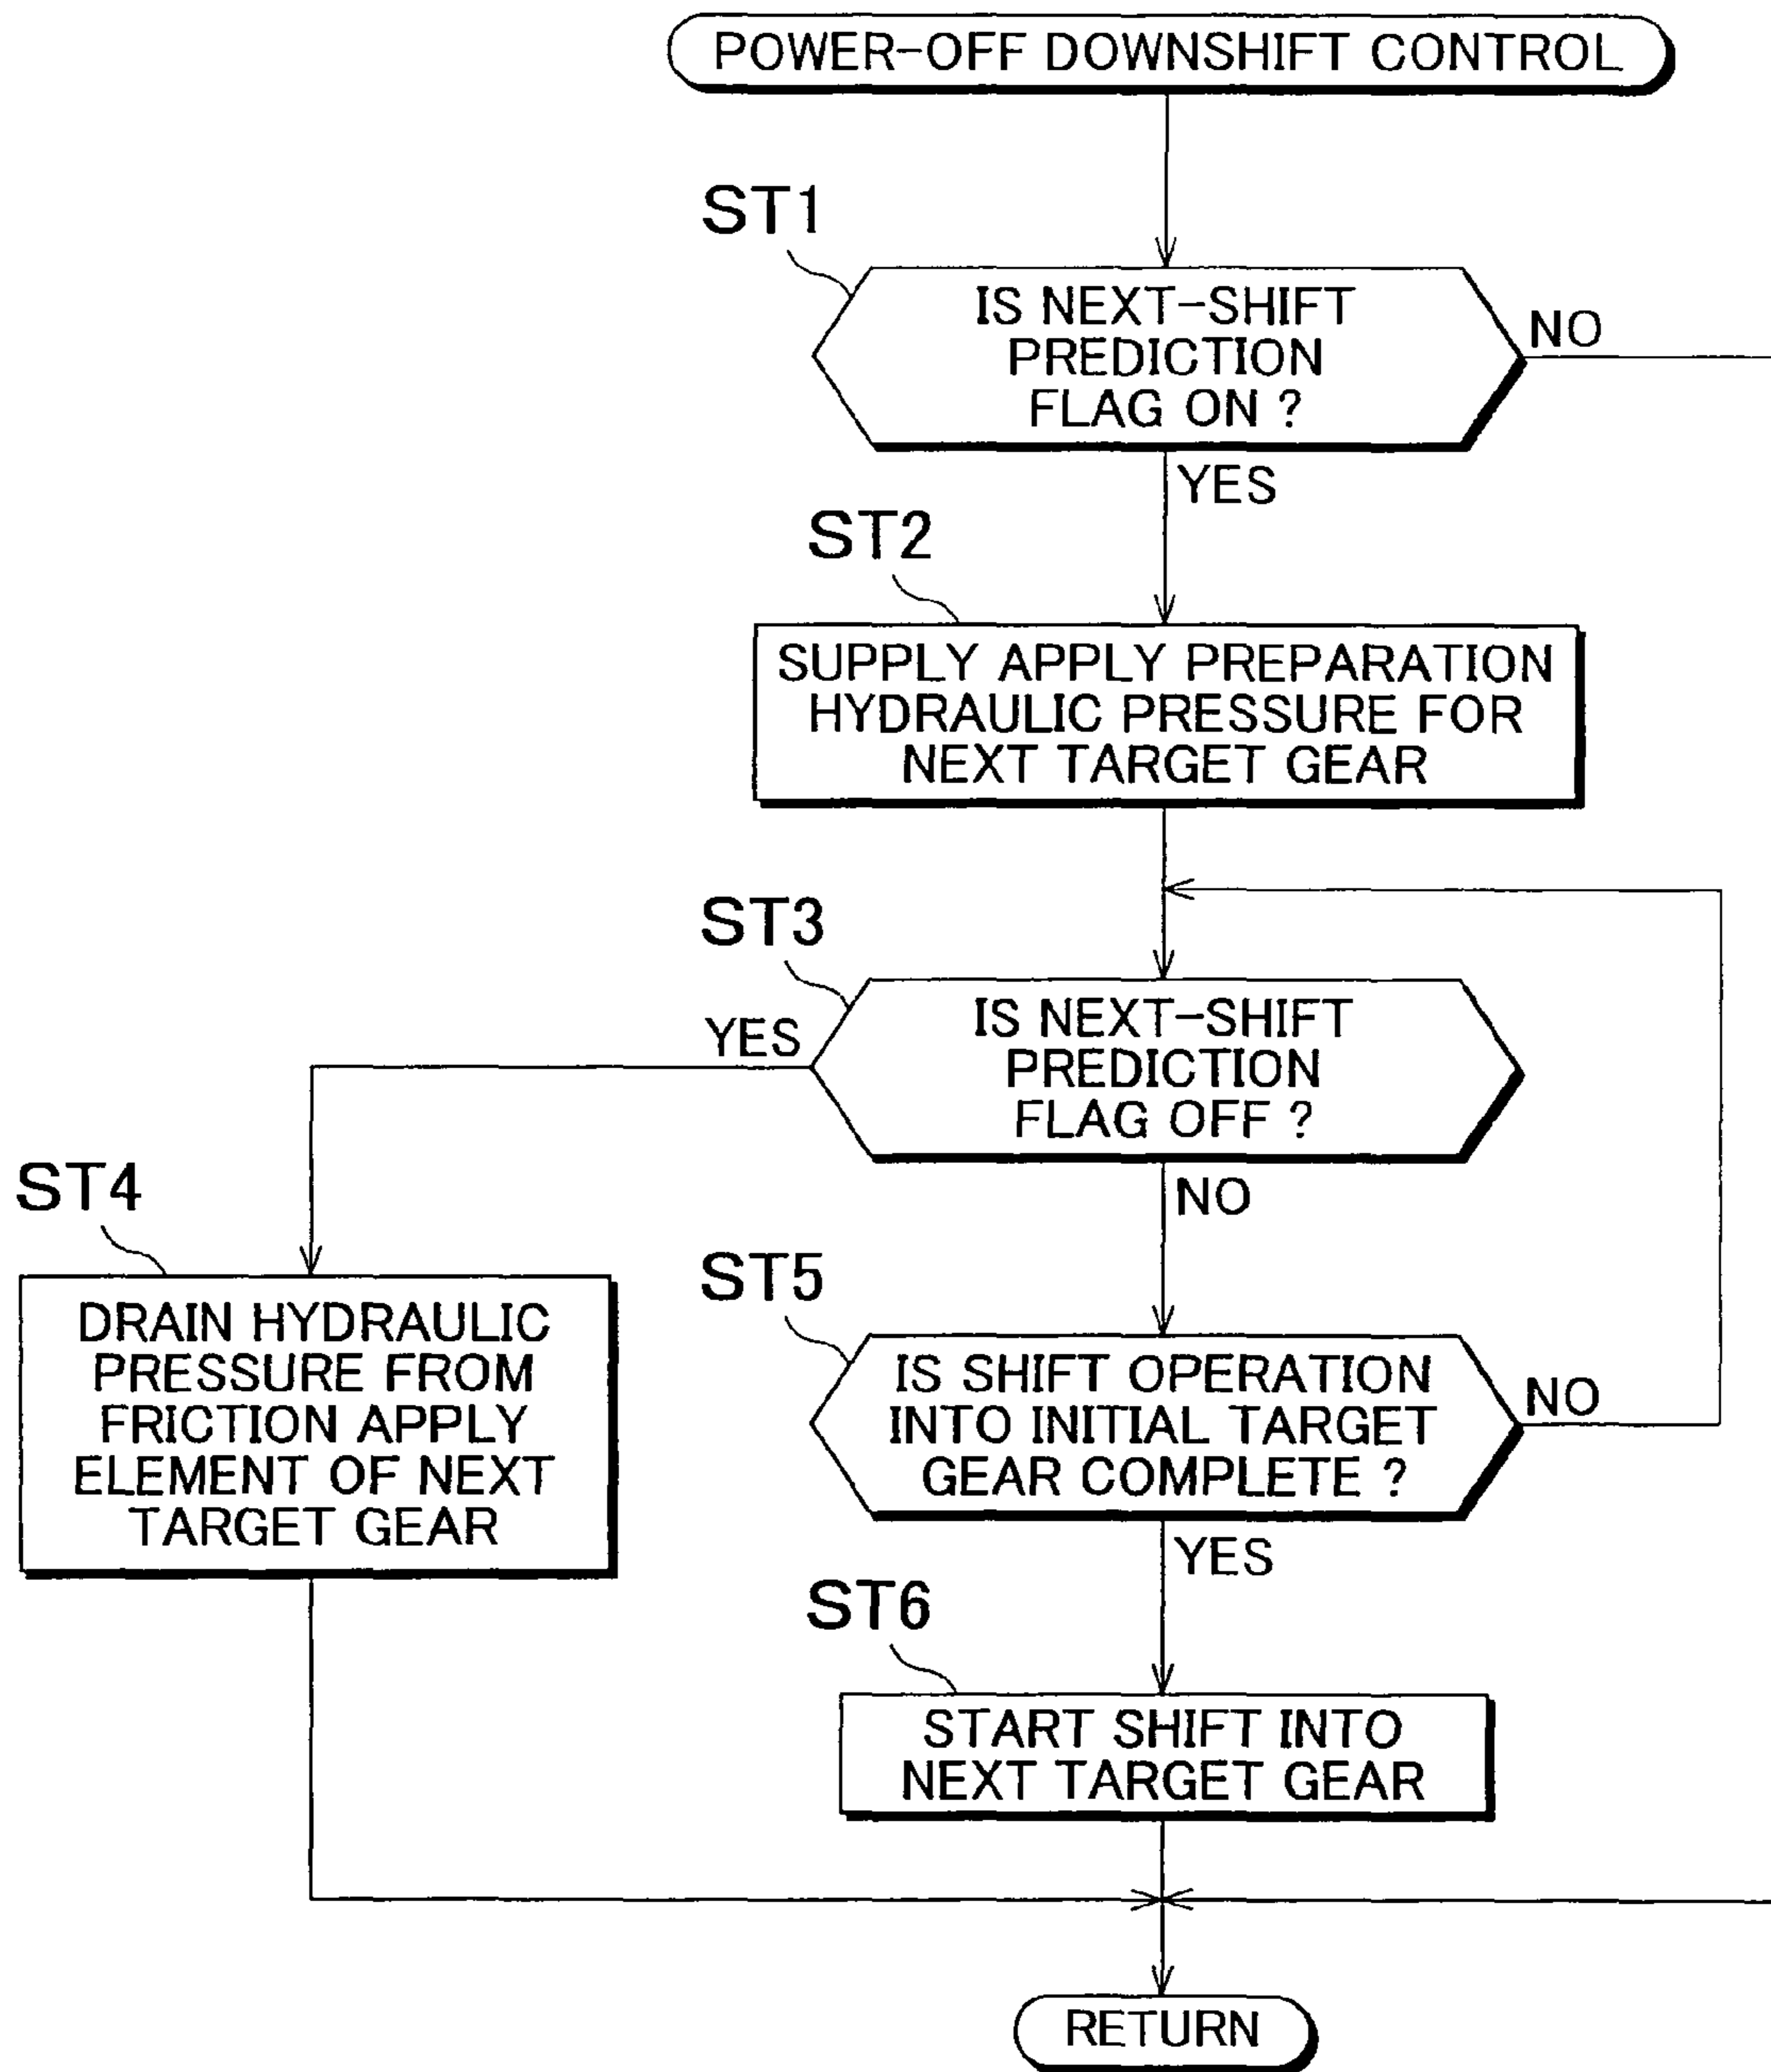 POWER-OFF DOWNSHIFT CONTROL
ST1
IS NEXT-SHIFT
PREDICTION
FLAG ON ?
NO
YES
ST2
SUPPLY APPLY PREPARATION
HYDRAULIC PRESSURE FOR
NEXT TARGET GEAR
ST3
IS NEXT-SHIFT
PREDICTION
FLAG OFF ?
YES
NO
ST4
DRAIN HYDRAULIC
PRESSURE FROM
FRICTION APPLY
ELEMENT OF NEXT
TARGET GEAR
ST5
IS SHIFT OPERATION
INTO INITIAL TARGET
GEAR COMPLETE ?
NO
YES
ST6
START SHIFT INTO
NEXT TARGET GEAR
RETURN